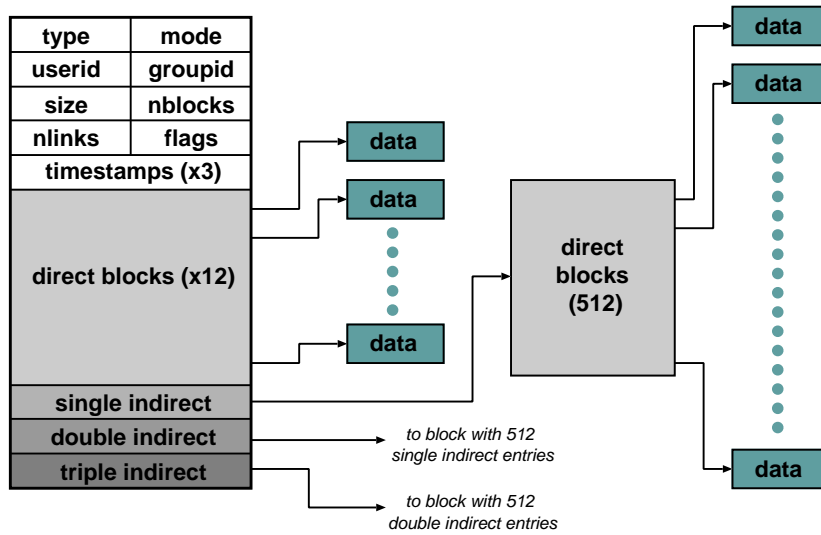 type mode
userid groupid
size nblocks
nlinks flags
timestamps (x3)
direct blocks (x12)
single indirect
double indirect
triple indirect
data
data
data
to block with 512
single indirect entries
to block with 512
double indirect entries
direct
blocks
(512)
data
data
data